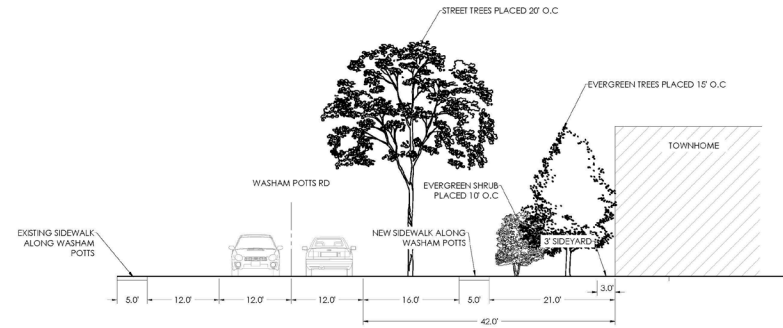 STREET TREES PLACED 20' O.C
EVERGREEN TREES PLACED 15' O.C
TOWNHOME
WASHAM POTTS RD
EVERGREEN SHRUB
PLACED 10' O.C
EXISTING SIDEWALK
ALONG WASHAM
POTTS
NEW SIDEWALK ALONG
WASHAM POTTS
3' SIDEYARD
3.0'
5.0'
12.0'
12.0'
12.0'
16.0'
5.0'
21.0'
42.0'